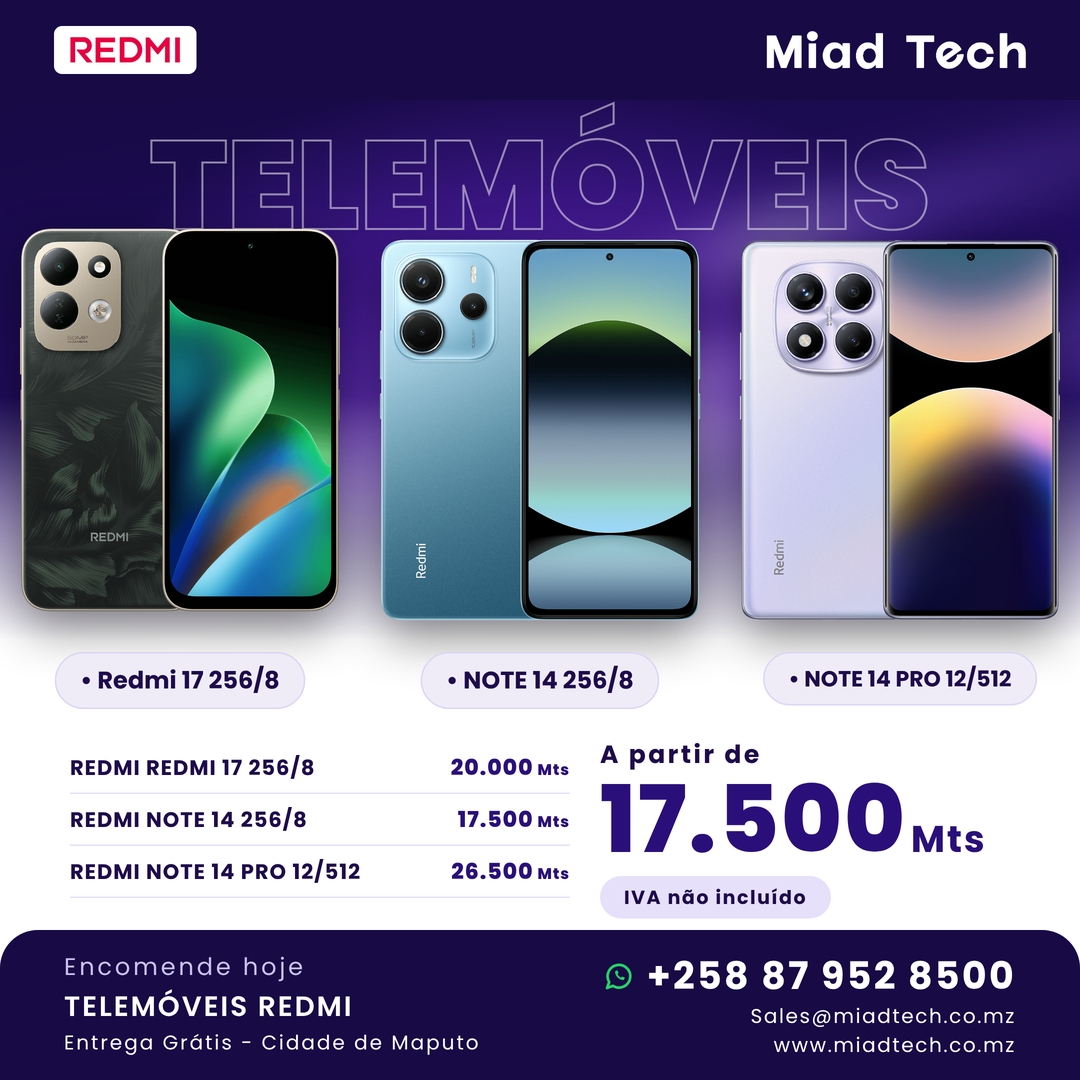 REDMI
Miad Tech
TELEMÓVEIS
REDMI
Redmi
Redmi
• Redmi 17 256/8
• NOTE 14 256/8
• NOTE 14 PRO 12/512
REDMI REDMI 17 256/8 20.000 Mts
REDMI NOTE 14 256/8 17.500 Mts
REDMI NOTE 14 PRO 12/512 26.500 Mts
A partir de
17.500 Mts
IVA não incluído
Encomende hoje
TELEMÓVEIS REDMI
Entrega Grátis - Cidade de Maputo
+258 87 952 8500
Sales@miadtech.co.mz
www.miadtech.co.mz